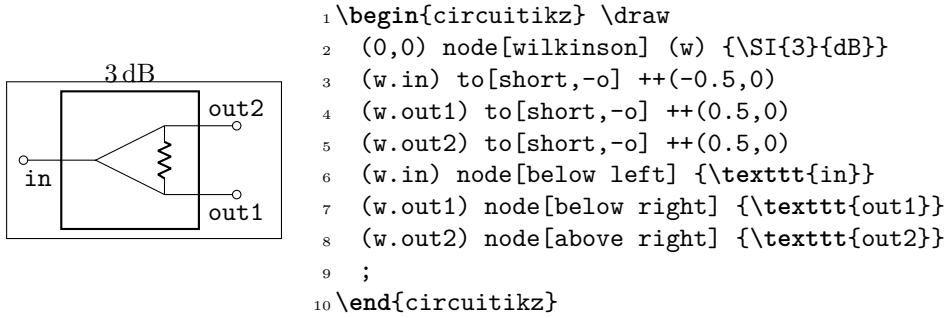 3 dB
out2
in
out1
1 \begin{circuitikz} \draw
2 (0,0) node[wilkinson] (w) {\SI{3}{dB}}
3 (w.in) to[short,-o] ++(-0.5,0)
4 (w.out1) to[short,-o] ++(0.5,0)
5 (w.out2) to[short,-o] ++(0.5,0)
6 (w.in) node[below left] {\texttt{in}}
7 (w.out1) node[below right] {\texttt{out1}}
8 (w.out2) node[above right] {\texttt{out2}}
9 ;
10 \end{circuitikz}